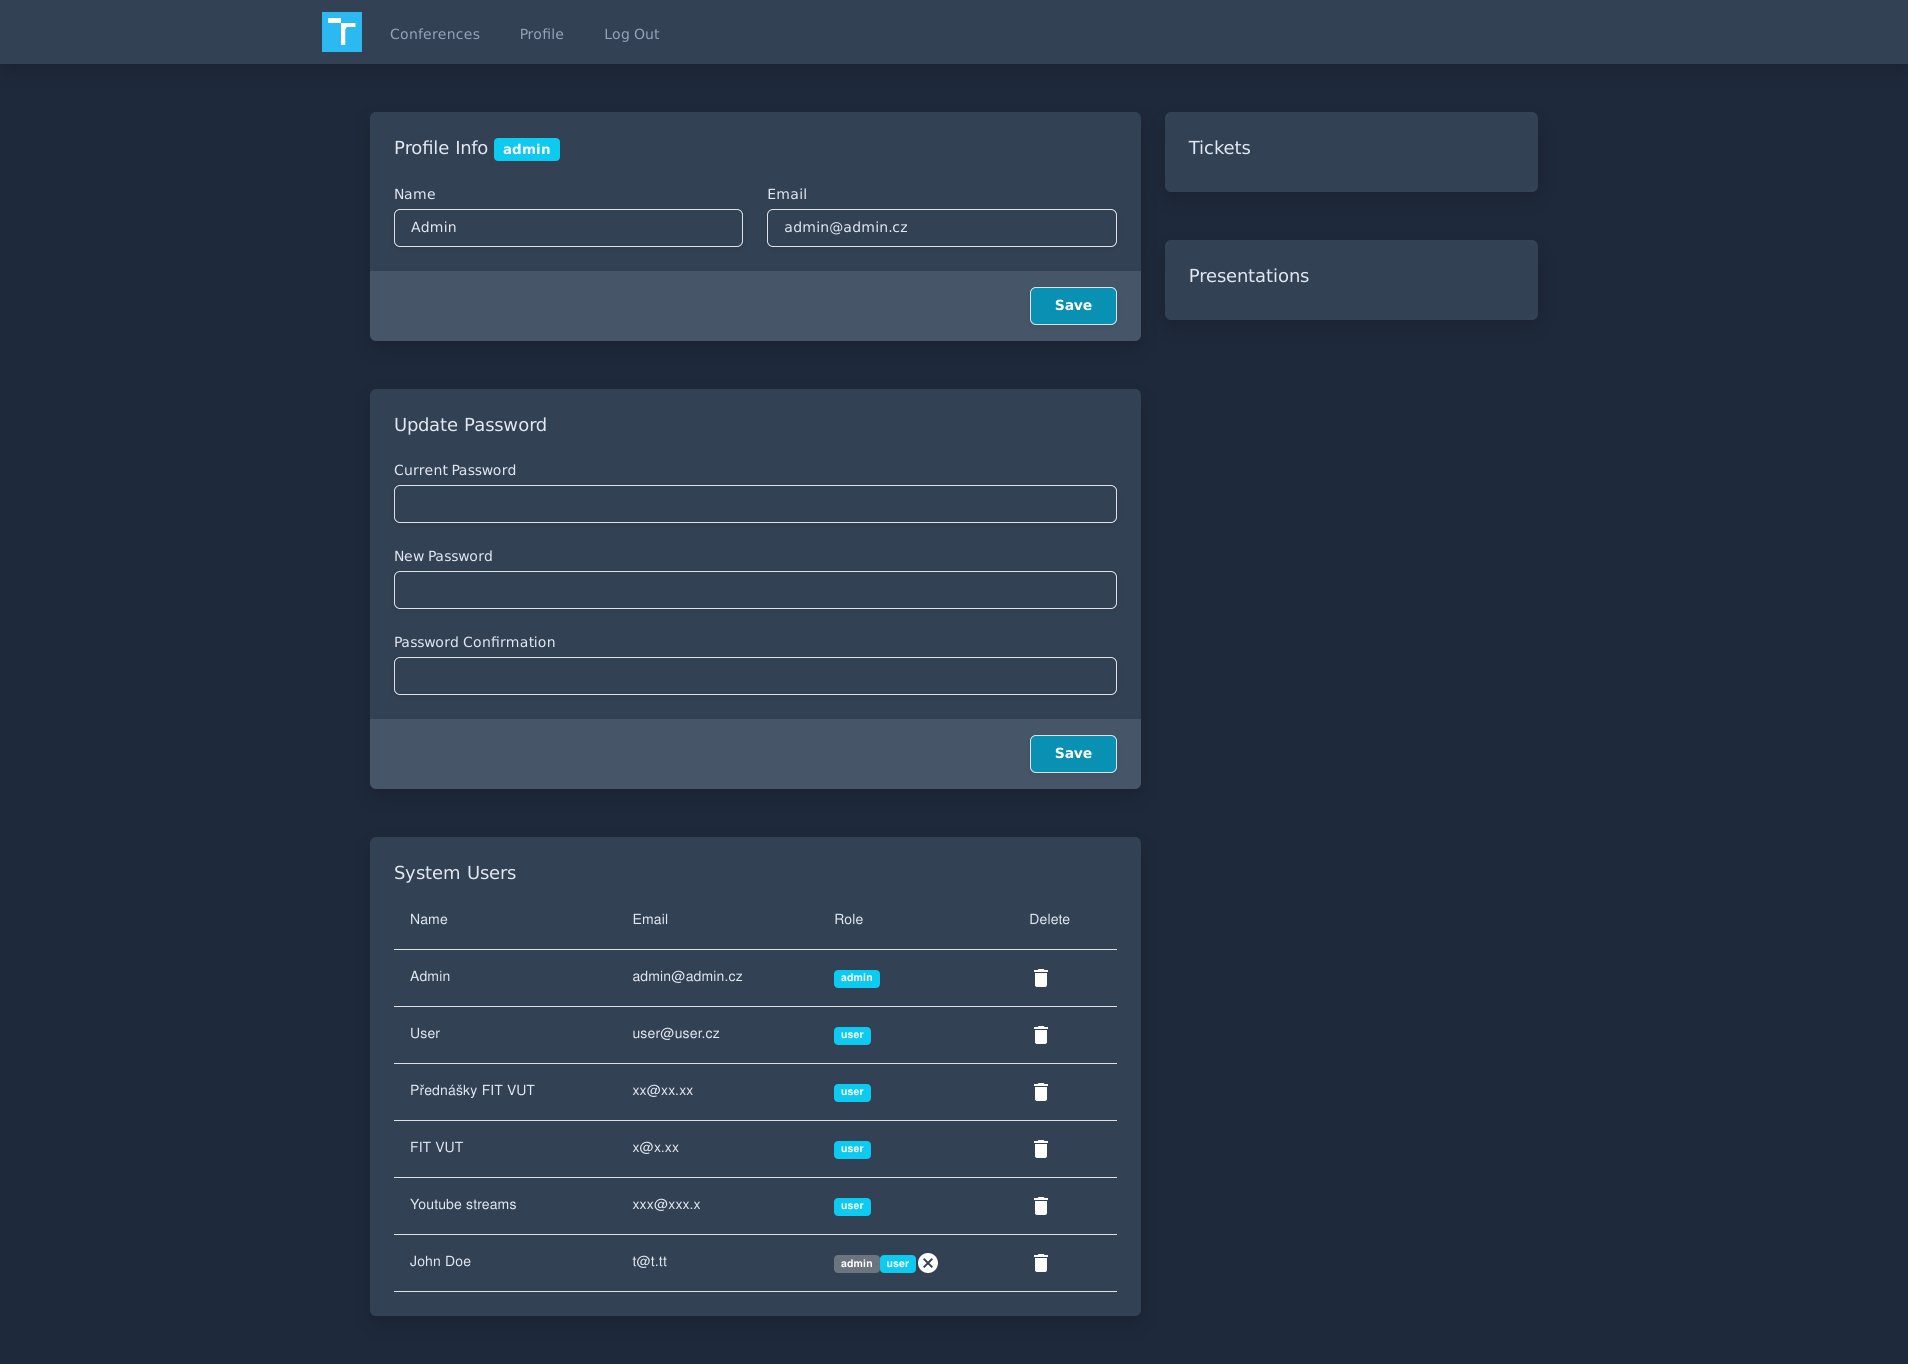 Conferences Profile Log Out
Profile Info admin
Name Email
Admin admin@admin.cz
Save
Tickets
Presentations
Update Password
Current Password
New Password
Password Confirmation
Save
System Users
Name Email Role Delete
Admin admin@admin.cz admin
User user@user.cz user
Přednášky FIT VUT xx@xx.xx user
FIT VUT x@x.xx user
Youtube streams xxx@xxx.x user
John Doe t@t.tt admin user